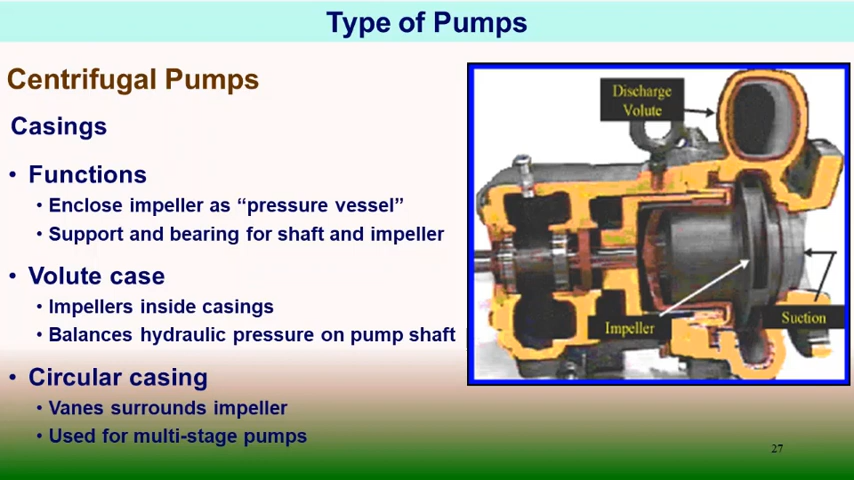 Type of Pumps
Centrifugal Pumps
Casings
• Functions
• Enclose impeller as “pressure vessel”
• Support and bearing for shaft and impeller
• Volute case
• Impellers inside casings
• Balances hydraulic pressure on pump shaft
• Circular casing
• Vanes surrounds impeller
• Used for multi-stage pumps
Discharge
Volute
Impeller
Suction
27